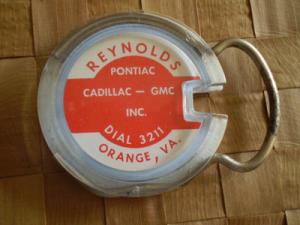 REYNOLDS
PONTIAC
CADILLAC — GMC
INC.
DIAL 3211
ORANGE, VA.